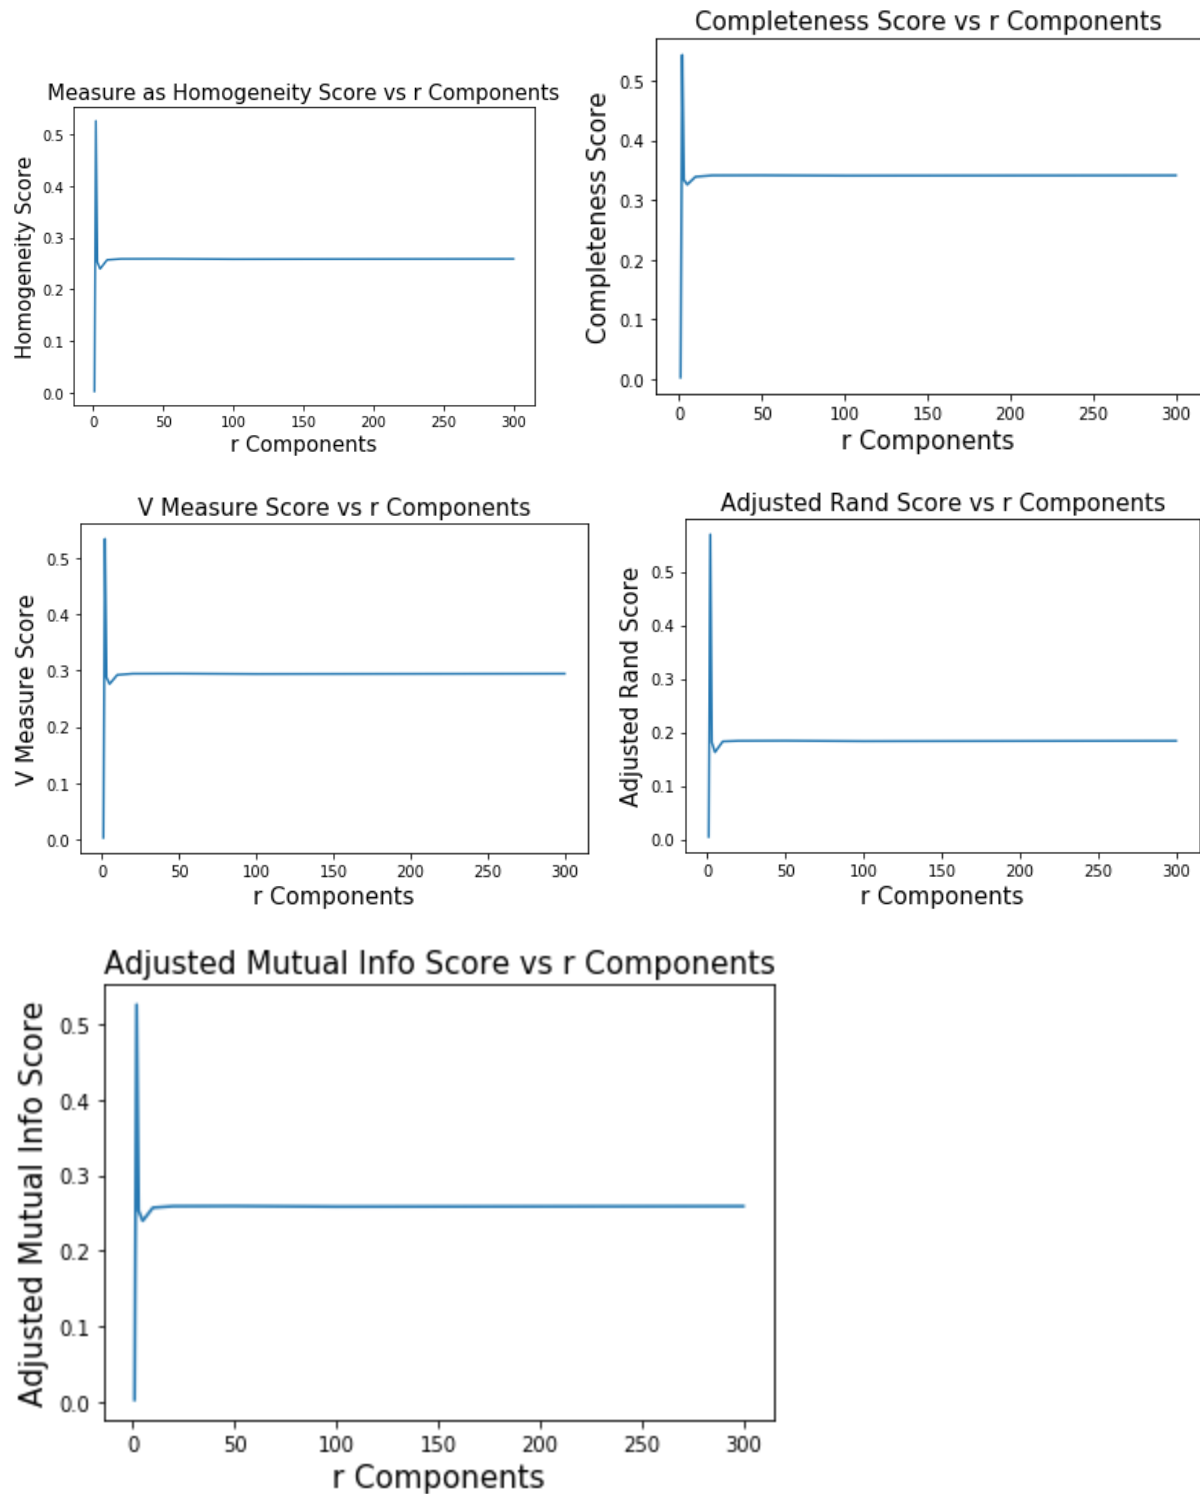 Measure as Homogeneity Score vs r Components
Homogeneity Score
0.5
0.4
0.3
0.2
0.1
0.0
0 50 100 150 200 250 300
r Components
Completeness Score vs r Components
Completeness Score
0.5
0.4
0.3
0.2
0.1
0.0
0 50 100 150 200 250 300
r Components
V Measure Score vs r Components
V Measure Score
0.5
0.4
0.3
0.2
0.1
0.0
0 50 100 150 200 250 300
r Components
Adjusted Rand Score vs r Components
Adjusted Rand Score
0.5
0.4
0.3
0.2
0.1
0.0
0 50 100 150 200 250 300
r Components
Adjusted Mutual Info Score vs r Components
Adjusted Mutual Info Score
0.5
0.4
0.3
0.2
0.1
0.0
0 50 100 150 200 250 300
r Components